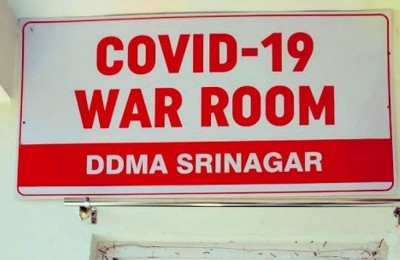 COVID-19
WAR ROOM
DDMA SRINAGAR